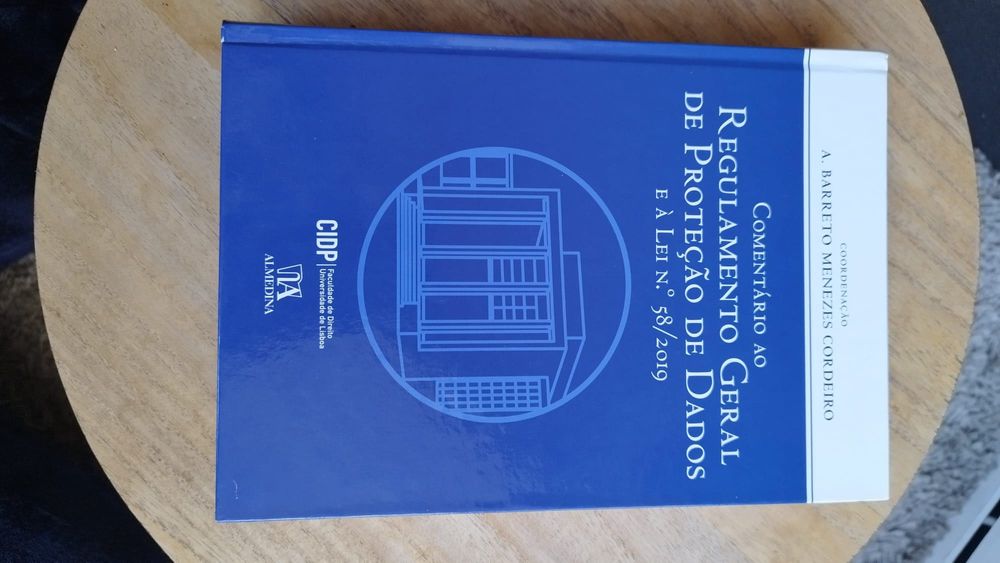 COORDENAÇÃO
A. BARRETO MENEZES CORDEIRO
COMENTÁRIO AO
REGULAMENTO GERAL
DE PROTEÇÃO DE DADOS
E À LEI N.º 58/2019
CIDP
Faculdade de Direito
Universidade de Lisboa
ALMEDINA